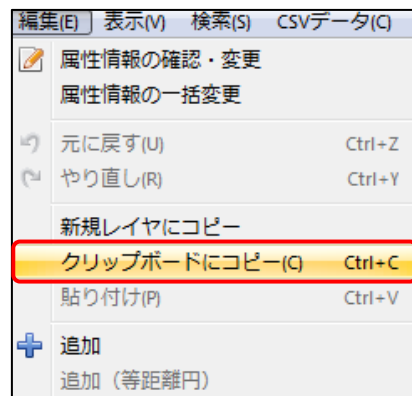 編集(E) 表示(V) 検索(S) CSVデータ(C)
属性情報の確認・変更
属性情報の一括変更
元に戻す(U) Ctrl+Z
やり直し(R) Ctrl+Y
新規レイヤにコピー
クリップボードにコピー(C) Ctrl+C
貼り付け(P) Ctrl+V
追加
追加（等距離円）